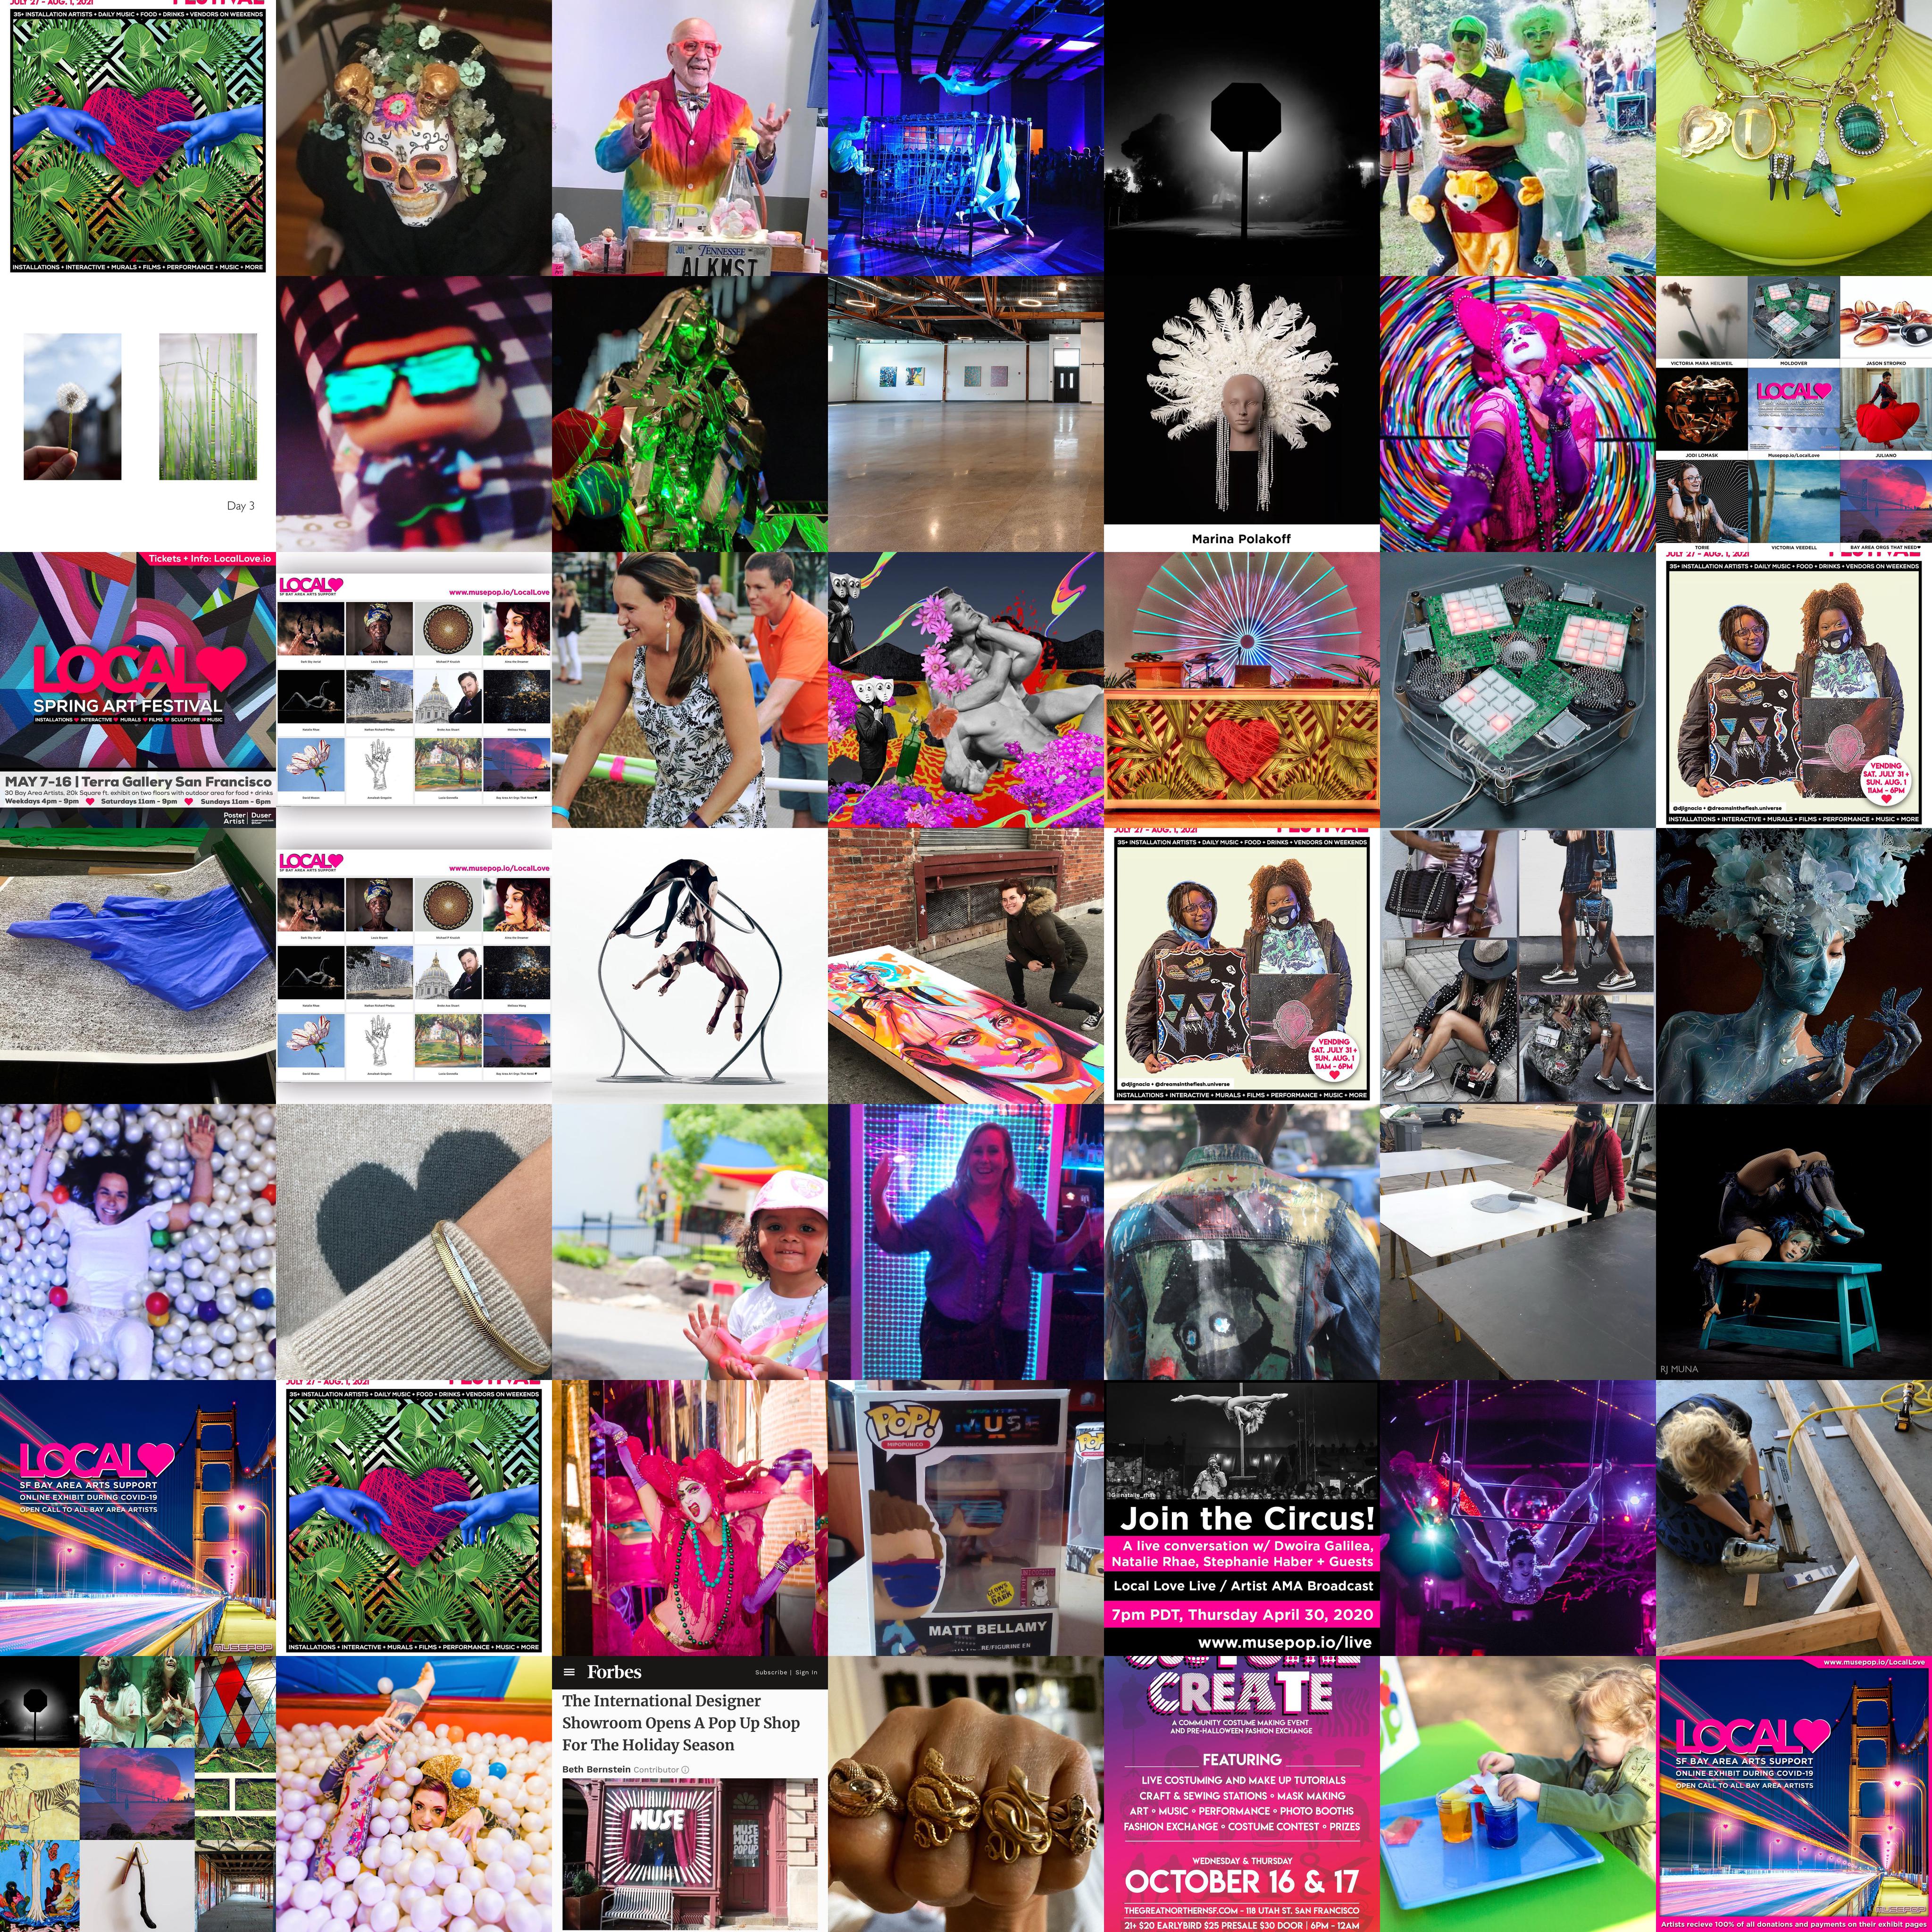 JULY 27 - AUG. 1, 2021
FESTIVAL
35+ INSTALLATION ARTISTS • DAILY MUSIC • FOOD • DRINKS • VENDORS ON WEEKENDS
INSTALLATIONS • INTERACTIVE • MURALS • FILMS • PERFORMANCE • MUSIC • MORE
TENNESSEE
ALKMST
Day 3
Marina Polakoff
VICTORIA MARA HEILWEIL
MOLDOVER
JASON STROPKO
LOCAL
JODI LOMASK
Musepop.io/LocalLove
JULIANO
TORIE
VICTORIA VEEDELL
BAY AREA ORGS THAT NEED
Tickets + Info: LocalLove.io
LOCAL
SPRING ART FESTIVAL
INSTALLATIONS INTERACTIVE MURALS FILMS SCULPTURE MUSIC
MAY 7-16 | Terra Gallery San Francisco
30 Bay Area Artists, 20k Square ft. exhibit on two floors with outdoor area for food + drinks
Weekdays 4pm - 9pm Saturdays 11am - 9pm Sundays 11am - 6pm
Poster Artist | Duser
LOCAL
SF BAY AREA ARTS SUPPORT
www.musepop.io/LocalLove
JULY 27 - AUG. 1, 2021
FESTIVAL
35+ INSTALLATION ARTISTS • DAILY MUSIC • FOOD • DRINKS • VENDORS ON WEEKENDS
VENDING
SAT. JULY 31 +
SUN. AUG. 1
11AM - 6PM
@djignacia + @dreamsintheflesh.universe
INSTALLATIONS • INTERACTIVE • MURALS • FILMS • PERFORMANCE • MUSIC • MORE
LOCAL
SF BAY AREA ARTS SUPPORT
www.musepop.io/LocalLove
JULY 27 - AUG. 1, 2021
FESTIVAL
35+ INSTALLATION ARTISTS • DAILY MUSIC • FOOD • DRINKS • VENDORS ON WEEKENDS
VENDING
SAT. JULY 31 +
SUN. AUG. 1
11AM - 6PM
@djignacia + @dreamsintheflesh.universe
INSTALLATIONS • INTERACTIVE • MURALS • FILMS • PERFORMANCE • MUSIC • MORE
RJ MUNA
LOCAL
SF BAY AREA ARTS SUPPORT
ONLINE EXHIBIT DURING COVID-19
OPEN CALL TO ALL BAY AREA ARTISTS
MUSEPOP
JULY 27 - AUG. 1, 2021
FESTIVAL
35+ INSTALLATION ARTISTS • DAILY MUSIC • FOOD • DRINKS • VENDORS ON WEEKENDS
INSTALLATIONS • INTERACTIVE • MURALS • FILMS • PERFORMANCE • MUSIC • MORE
POP!
MUSE
GLOWS IN THE DARK
MATT BELLAMY
Join the Circus!
A live conversation w/ Dwoira Galilea,
Natalie Rhae, Stephanie Haber + Guests
Local Love Live / Artist AMA Broadcast
7pm PDT, Thursday April 30, 2020
www.musepop.io/live
Forbes
Subscribe | Sign In
The International Designer
Showroom Opens A Pop Up Shop
For The Holiday Season
Beth Bernstein Contributor
MUSE
MUSE
MUSE
POP UP
CREATE
A COMMUNITY COSTUME MAKING EVENT
AND PRE-HALLOWEEN FASHION EXCHANGE
FEATURING
LIVE COSTUMING AND MAKE UP TUTORIALS
CRAFT & SEWING STATIONS • MASK MAKING
ART • MUSIC • PERFORMANCE • PHOTO BOOTHS
FASHION EXCHANGE • COSTUME CONTEST • PRIZES
WEDNESDAY & THURSDAY
OCTOBER 16 & 17
THEGREATNORTHERNSF.COM - 118 UTAH ST. SAN FRANCISCO
21+ $20 EARLYBIRD $25 PRESALE $30 DOOR | 6PM - 12AM
www.musepop.io/LocalLove
LOCAL
SF BAY AREA ARTS SUPPORT
ONLINE EXHIBIT DURING COVID-19
OPEN CALL TO ALL BAY AREA ARTISTS
MUSEPOP
Artists recieve 100% of all donations and payments on their exhibit pages